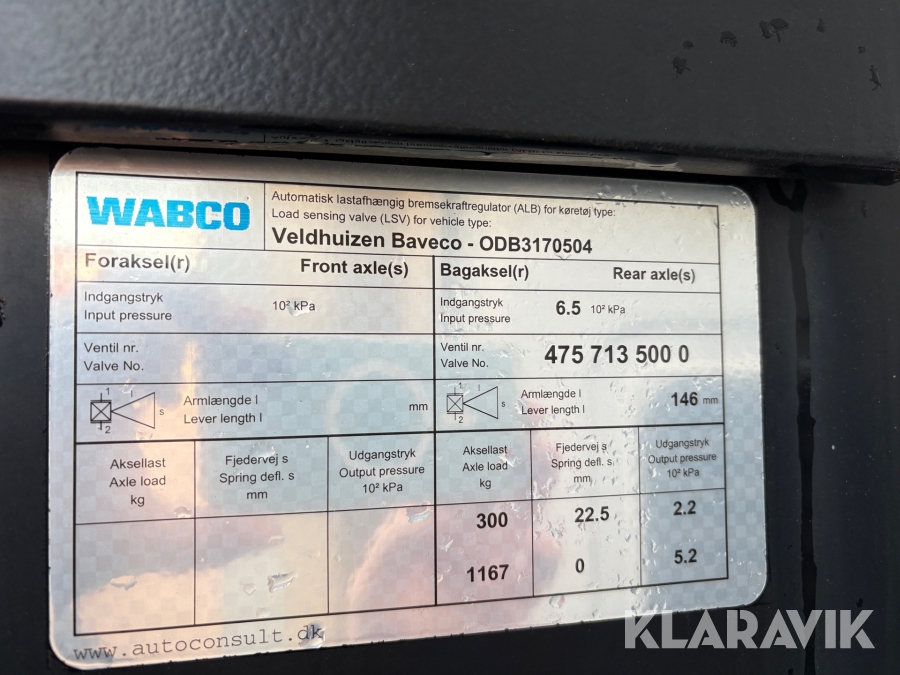 WABCO
Automatisk lastafhængig bremsekraftregulator (ALB) for køretøj type:
Load sensing valve (LSV) for vehicle type:
Veldhuizen Baveco - ODB3170504
Foraksel(r) Front axle(s) Bagaksel(r) Rear axle(s)
Indgangstryk
Input pressure
10² kPa
Indgangstryk
Input pressure
6.5 10² kPa
Ventil nr.
Valve No.
Ventil nr.
Valve No.
475 713 500 0
1
2
l
s
Armlængde l
Lever length l
mm
1
2
l
s
Armlængde l
Lever length l
146 mm
Aksellast
Axle load
kg
Fjedervej s
Spring defl. s
mm
Udgangstryk
Output pressure
10² kPa
Aksellast
Axle load
kg
Fjedervej s
Spring defl. s
mm
Udgangstryk
Output pressure
10² kPa
300 22.5 2.2
1167 0 5.2
www.autoconsult.dk
KLARAVIK